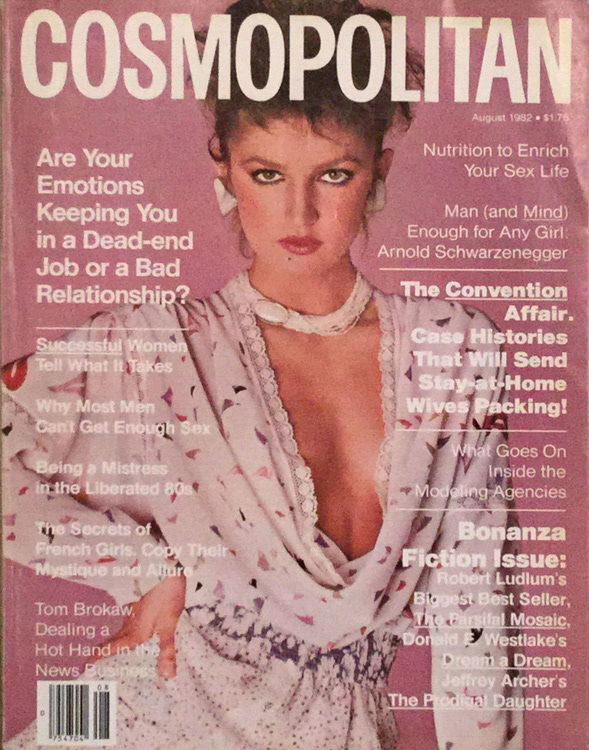 COSMOPOLITAN
August 1982 • $1.75
Are Your
Emotions
Keeping You
in a Dead-end
Job or a Bad
Relationship?
Successful Women
Tell What It Takes
Why Most Men
Can't Get Enough Sex
Being a Mistress
in the Liberated 80s
The Secrets of
French Girls. Copy Their
Mystique and Allure
Tom Brokaw,
Dealing a
Hot Hand in the
News Business
Nutrition to Enrich
Your Sex Life
Man (and Mind)
Enough for Any Girl:
Arnold Schwarzenegger
The Convention
Affair.
Case Histories
That Will Send
Stay-at-Home
Wives Packing!
What Goes On
Inside the
Modeling Agencies
Bonanza
Fiction Issue:
Robert Ludlum's
Biggest Best Seller,
The Parsifal Mosaic,
Donald E. Westlake's
Dream a Dream,
Jeffrey Archer's
The Prodigal Daughter
08